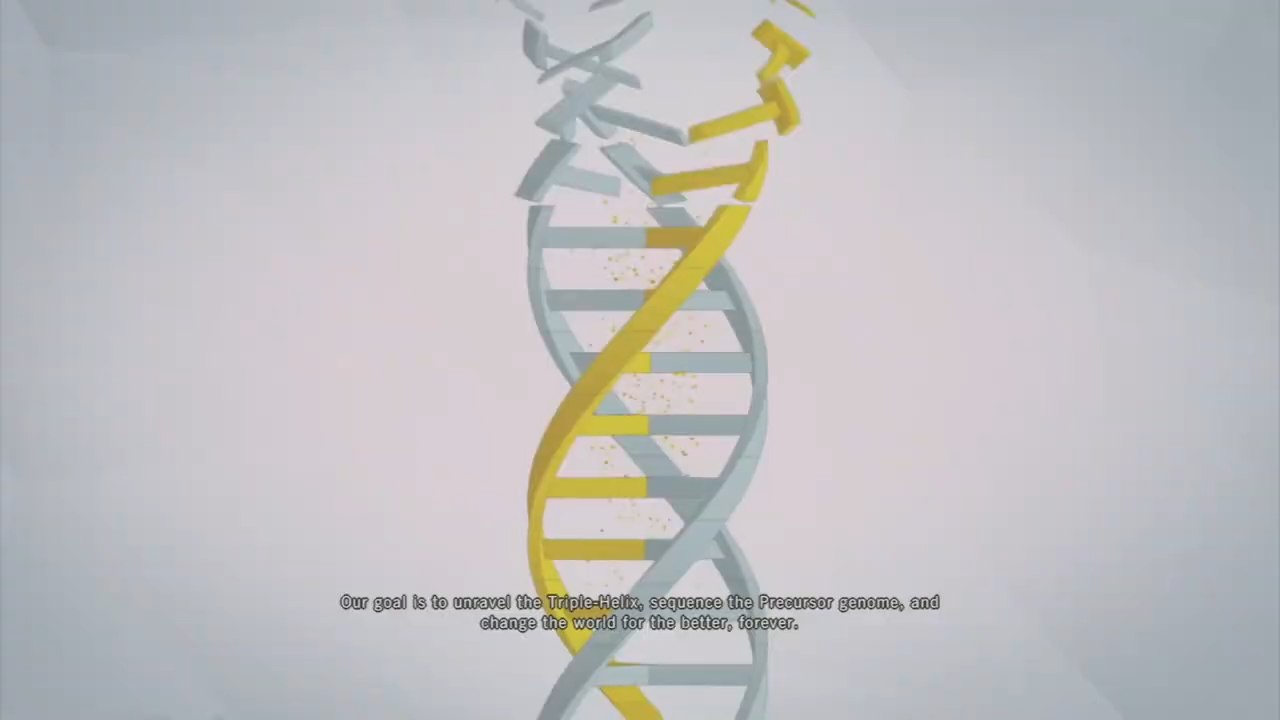 Our goal is to unravel the Triple-Helix, sequence the Precursor genome, and
change the world for the better, forever.